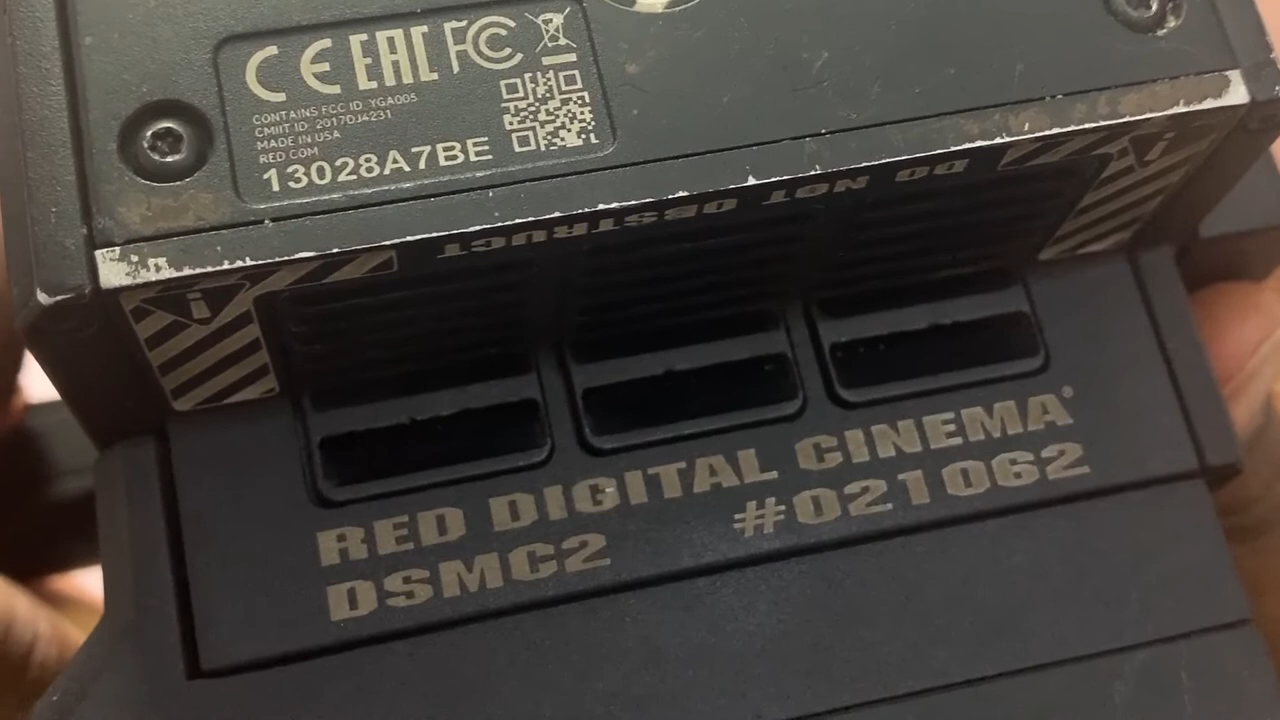 CE EAC FC
CONTAINS FCC ID: YGA005
CMIIT ID: 2017DJ4231
MADE IN USA
RED.COM
13028A7BE
DO NOT OBSTRUCT
RED DIGITAL CINEMA
DSMC2 #021062